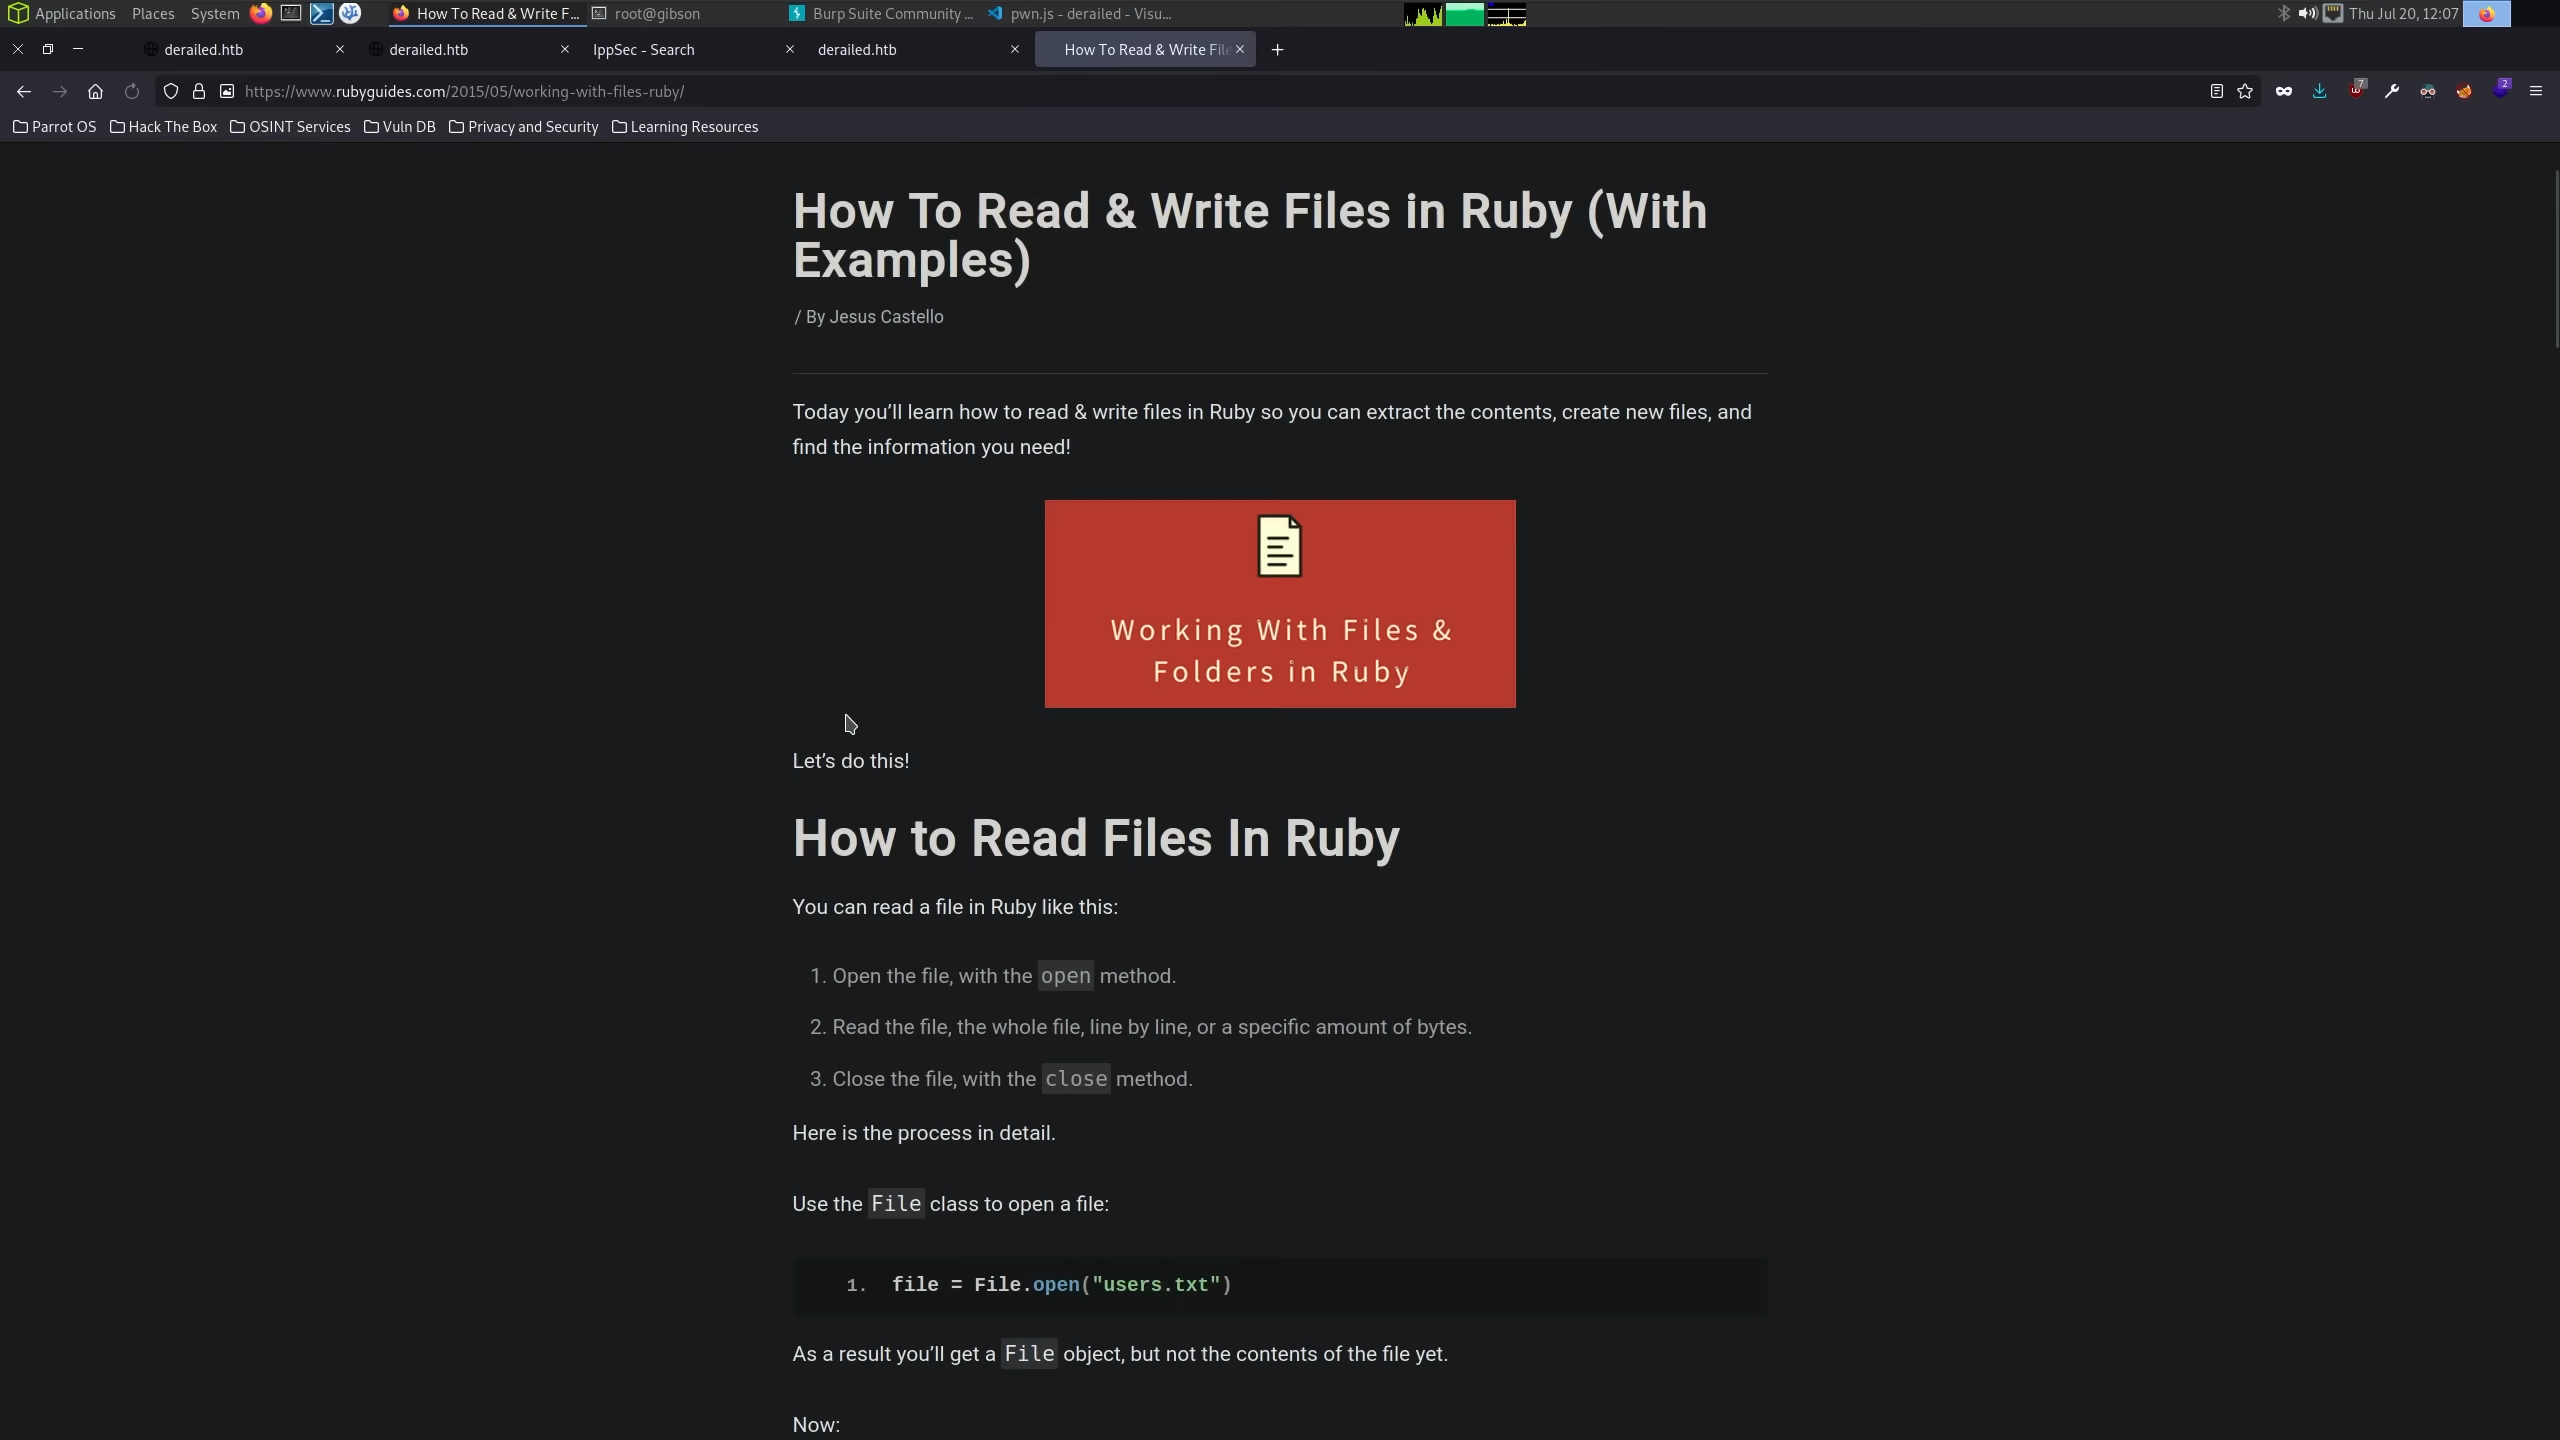 Applications Places System How To Read & Write F... root@gibson Burp Suite Community ... pwn.js - derailed - Visu... Thu Jul 20, 12:07
derailed.htb derailed.htb IppSec - Search derailed.htb How To Read & Write File
https://www.rubyguides.com/2015/05/working-with-files-ruby/ 7 2
Parrot OS Hack The Box OSINT Services Vuln DB Privacy and Security Learning Resources
How To Read & Write Files in Ruby (With
Examples)
/ By Jesus Castello
Today you’ll learn how to read & write files in Ruby so you can extract the contents, create new files, and
find the information you need!
Working With Files &
Folders in Ruby
Let’s do this!
How to Read Files In Ruby
You can read a file in Ruby like this:
1. Open the file, with the open method.
2. Read the file, the whole file, line by line, or a specific amount of bytes.
3. Close the file, with the close method.
Here is the process in detail.
Use the File class to open a file:
1. file = File.open("users.txt")
As a result you’ll get a File object, but not the contents of the file yet.
Now: